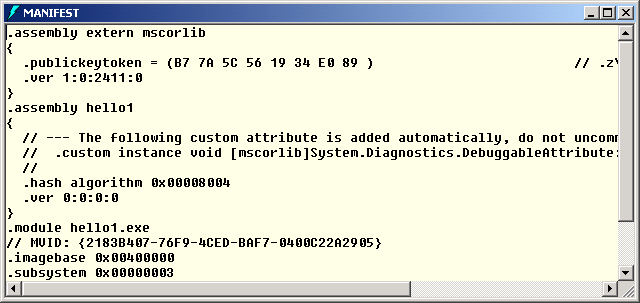 MANIFEST
.assembly extern mscorlib
{
  .publickeytoken = (B7 7A 5C 56 19 34 E0 89 )                         // .z\
  .ver 1:0:2411:0
}
.assembly hello1
{
  // --- The following custom attribute is added automatically, do not uncomm
  //  .custom instance void [mscorlib]System.Diagnostics.DebuggableAttribute:
  //
  .hash algorithm 0x00008004
  .ver 0:0:0:0
}
.module hello1.exe
// MVID: {2183B407-76F9-4CED-BAF7-0400C22A2905}
.imagebase 0x00400000
.subsystem 0x00000003